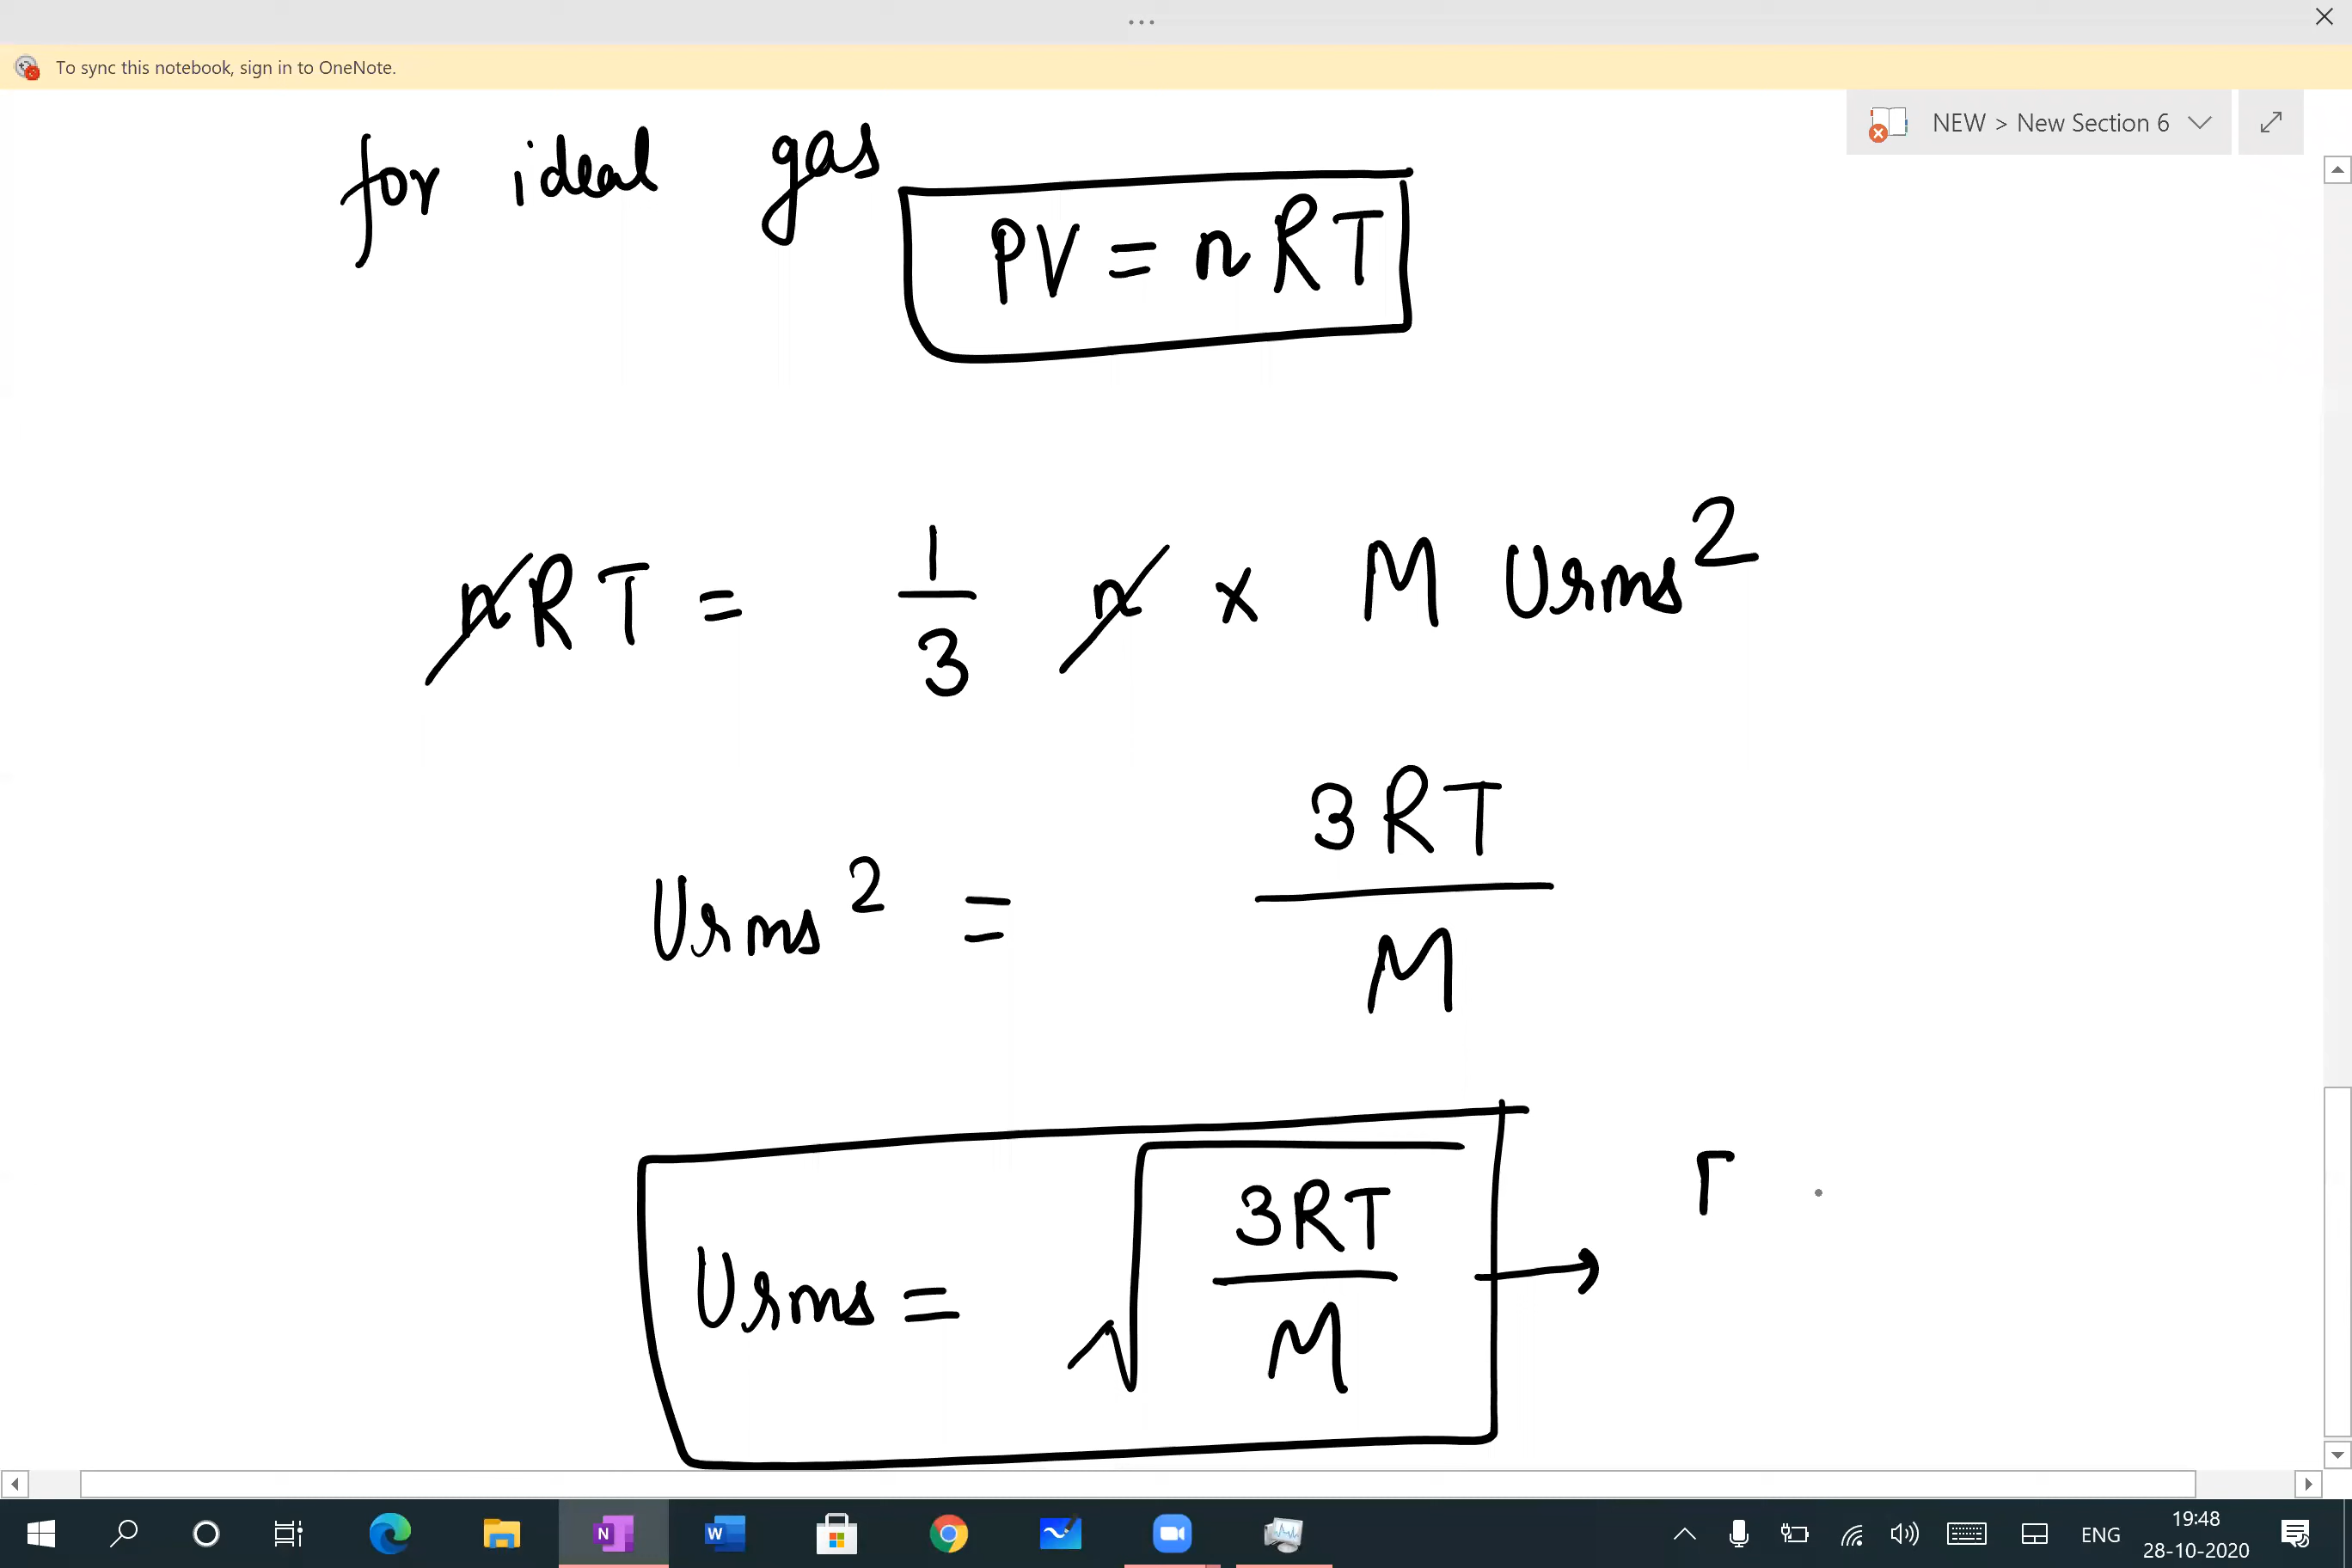 To sync this notebook, sign in to OneNote.
NEW > New Section 6
for ideal gas
PV = nRT
nRT = 1/3 n × M Urms²
Urms² = 3RT/M
Urms = √(3RT/M) →
N
W
ENG
19:48
28-10-2020